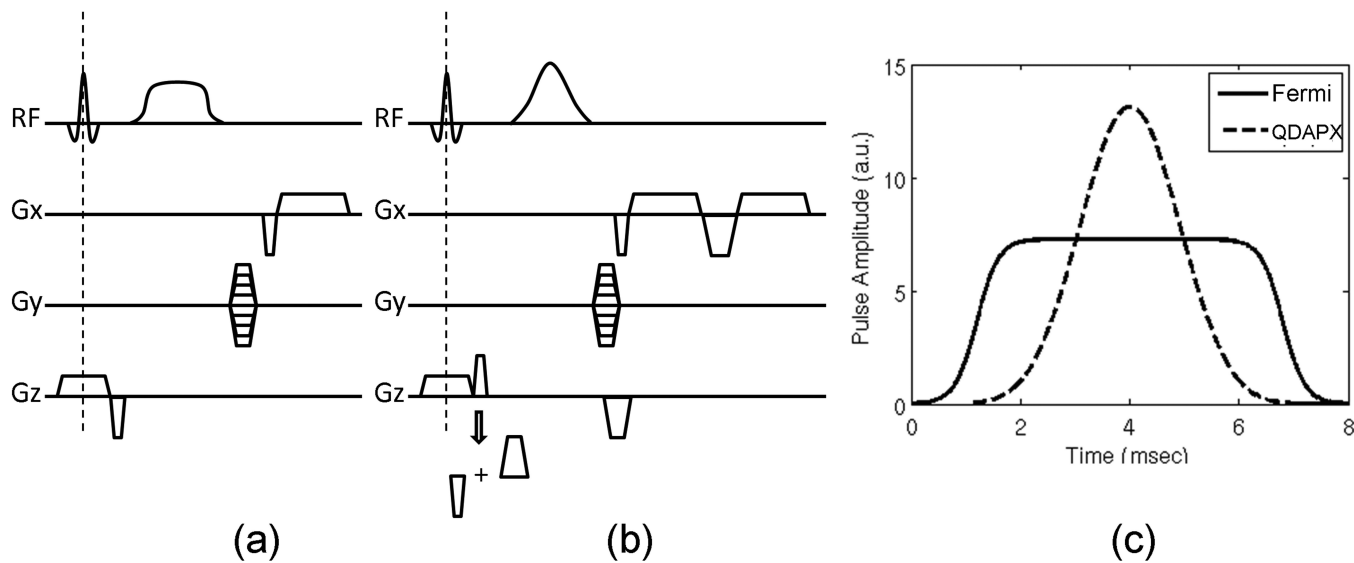 RF
Gx
Gy
Gz
(a)
RF
Gx
Gy
Gz
+
(b)
15
10
5
0
Pulse Amplitude (a.u.)
Fermi
QDAPX
0 2 4 6 8
Time (msec)
(c)